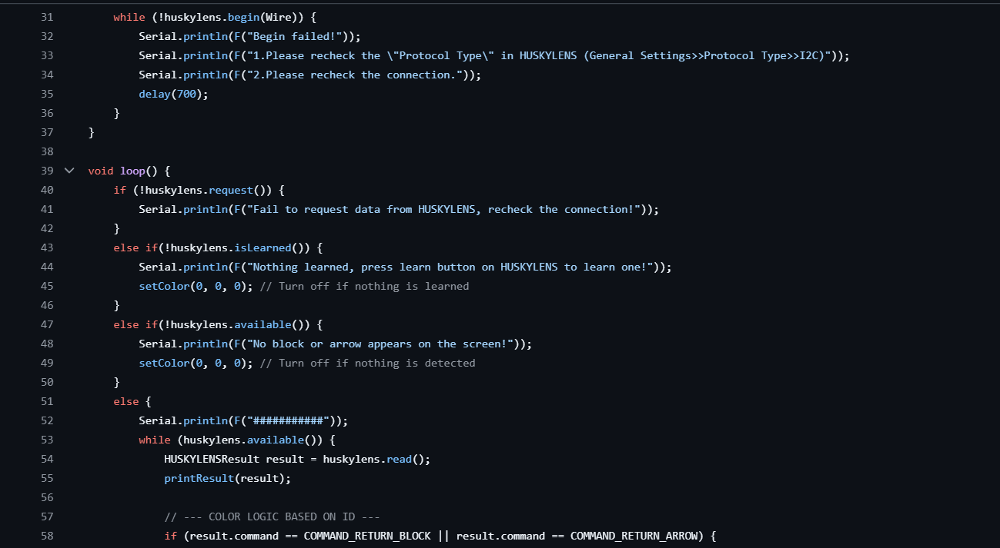 31 while (!huskylens.begin(Wire)) {
32 Serial.println(F("Begin failed!"));
33 Serial.println(F("1.Please recheck the \"Protocol Type\" in HUSKYLENS (General Settings>>Protocol Type>>I2C)"));
34 Serial.println(F("2.Please recheck the connection."));
35 delay(700);
36 }
37 }
38
39 void loop() {
40 if (!huskylens.request()) {
41 Serial.println(F("Fail to request data from HUSKYLENS, recheck the connection!"));
42 }
43 else if(!huskylens.isLearned()) {
44 Serial.println(F("Nothing learned, press learn button on HUSKYLENS to learn one!"));
45 setColor(0, 0, 0); // Turn off if nothing is learned
46 }
47 else if(!huskylens.available()) {
48 Serial.println(F("No block or arrow appears on the screen!"));
49 setColor(0, 0, 0); // Turn off if nothing is detected
50 }
51 else {
52 Serial.println(F("###########"));
53 while (huskylens.available()) {
54 HUSKYLENSResult result = huskylens.read();
55 printResult(result);
56
57 // --- COLOR LOGIC BASED ON ID ---
58 if (result.command == COMMAND_RETURN_BLOCK || result.command == COMMAND_RETURN_ARROW) {